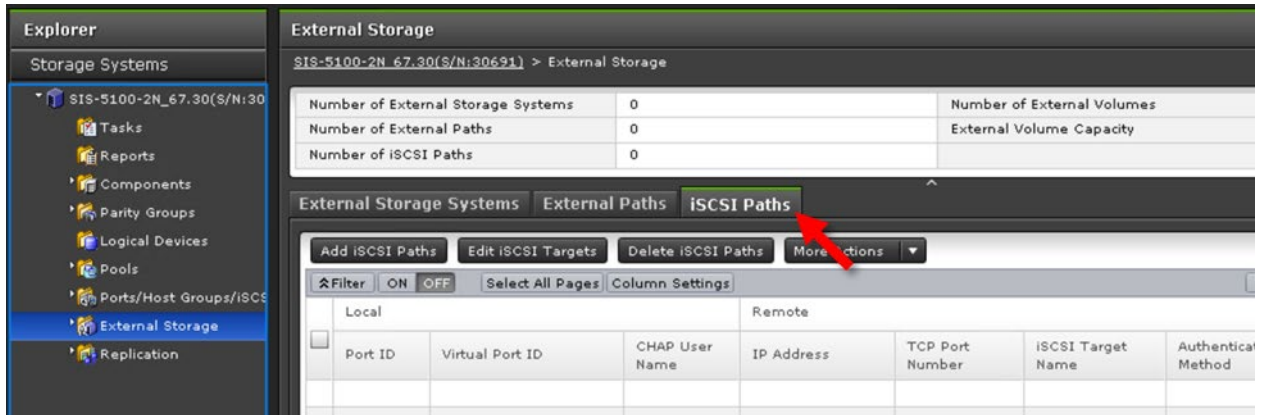 Explorer
Storage Systems
SIS-5100-2N_67.30(S/N:30
Tasks
Reports
Components
Parity Groups
Logical Devices
Pools
Ports/Host Groups/iSCS
External Storage
Replication
External Storage
SIS-5100-2N_67.30(S/N:30691) > External Storage
Number of External Storage Systems 0 Number of External Volumes
Number of External Paths 0 External Volume Capacity
Number of iSCSI Paths 0
External Storage Systems External Paths iSCSI Paths
Add iSCSI Paths Edit iSCSI Targets Delete iSCSI Paths More Actions
Filter ON OFF Select All Pages Column Settings
Local Remote
Port ID Virtual Port ID CHAP User Name IP Address TCP Port Number iSCSI Target Name Authenticat Method